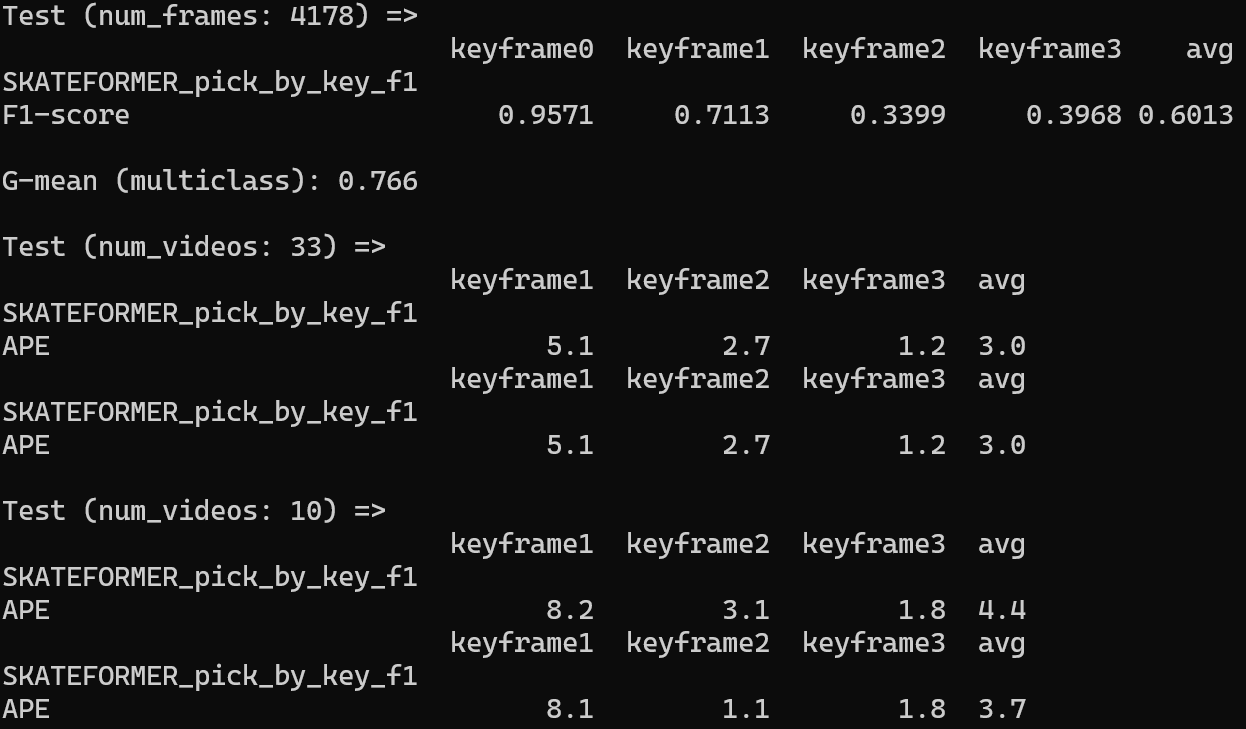 Test (num_frames: 4178) =>
keyframe0 keyframe1 keyframe2 keyframe3 avg
SKATEFORMER_pick_by_key_f1
F1-score 0.9571 0.7113 0.3399 0.3968 0.6013
G-mean (multiclass): 0.766
Test (num_videos: 33) =>
keyframe1 keyframe2 keyframe3 avg
SKATEFORMER_pick_by_key_f1
APE 5.1 2.7 1.2 3.0
keyframe1 keyframe2 keyframe3 avg
SKATEFORMER_pick_by_key_f1
APE 5.1 2.7 1.2 3.0
Test (num_videos: 10) =>
keyframe1 keyframe2 keyframe3 avg
SKATEFORMER_pick_by_key_f1
APE 8.2 3.1 1.8 4.4
keyframe1 keyframe2 keyframe3 avg
SKATEFORMER_pick_by_key_f1
APE 8.1 1.1 1.8 3.7